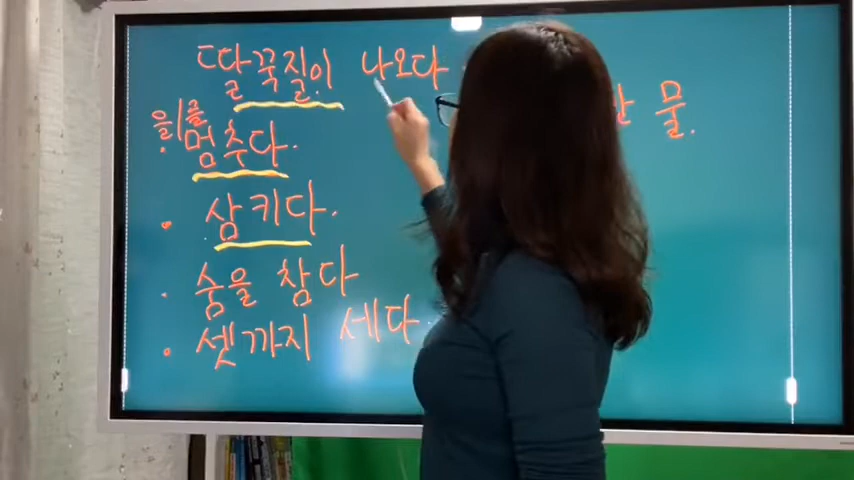 딸꾹질이 나오다
물.
을/를
멈추다.
삼키다.
숨을 참다
셋까지 세다